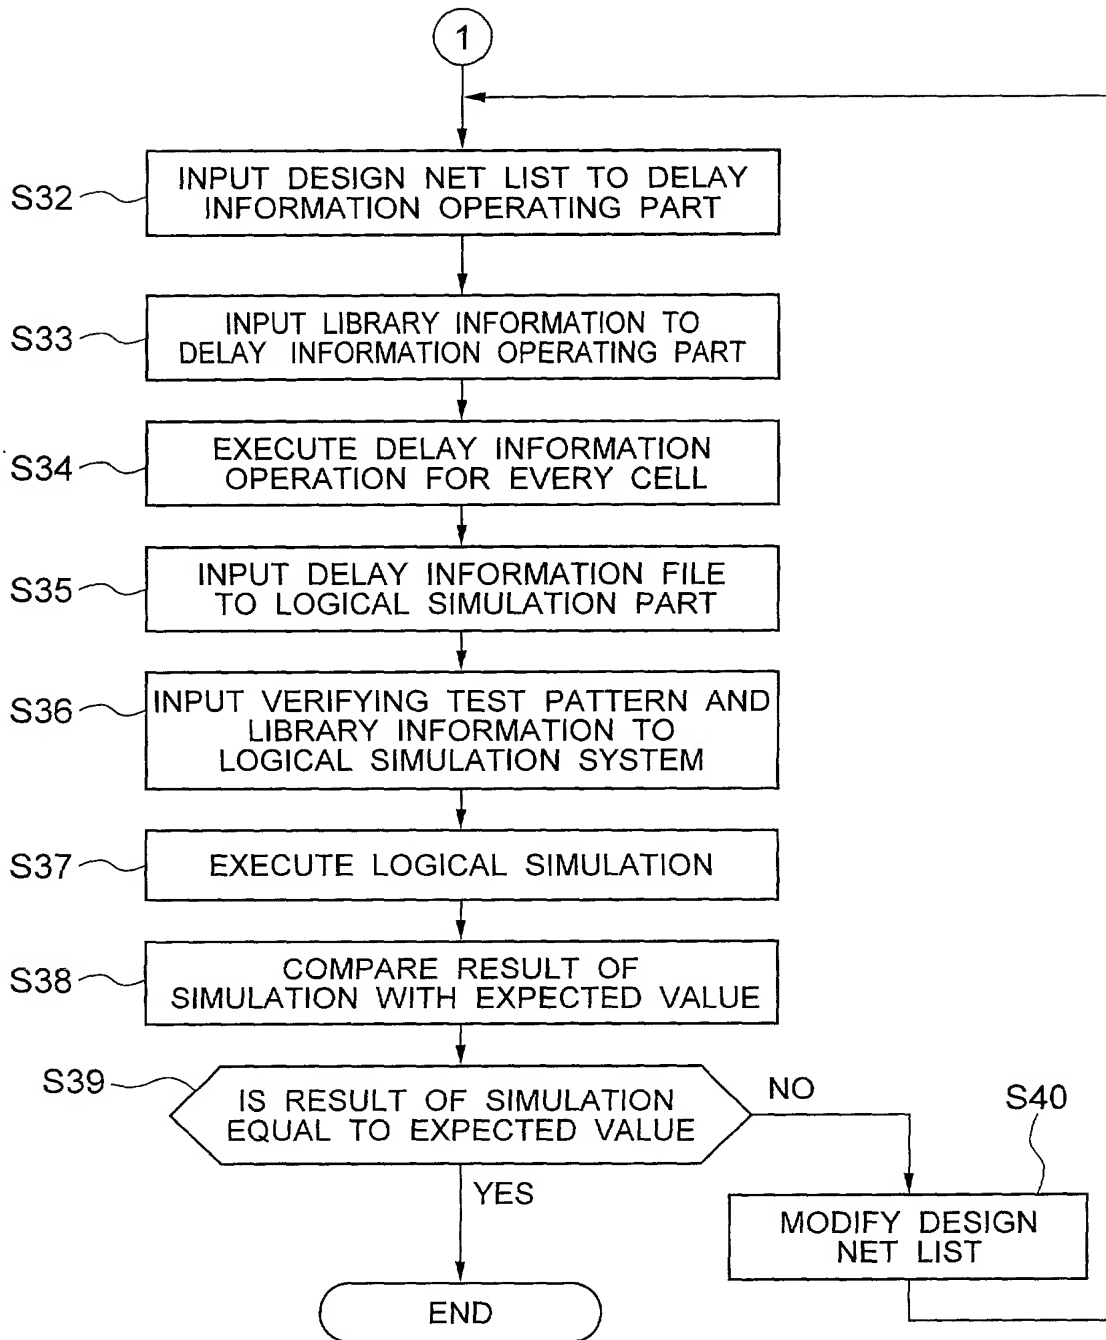 1
S32
INPUT DESIGN NET LIST TO DELAY
INFORMATION OPERATING PART
S33
INPUT LIBRARY INFORMATION TO
DELAY INFORMATION OPERATING PART
S34
EXECUTE DELAY INFORMATION
OPERATION FOR EVERY CELL
S35
INPUT DELAY INFORMATION FILE
TO LOGICAL SIMULATION PART
S36
INPUT VERIFYING TEST PATTERN AND
LIBRARY INFORMATION TO
LOGICAL SIMULATION SYSTEM
S37
EXECUTE LOGICAL SIMULATION
S38
COMPARE RESULT OF
SIMULATION WITH EXPECTED VALUE
S39
IS RESULT OF SIMULATION
EQUAL TO EXPECTED VALUE
NO
S40
YES
MODIFY DESIGN
NET LIST
END